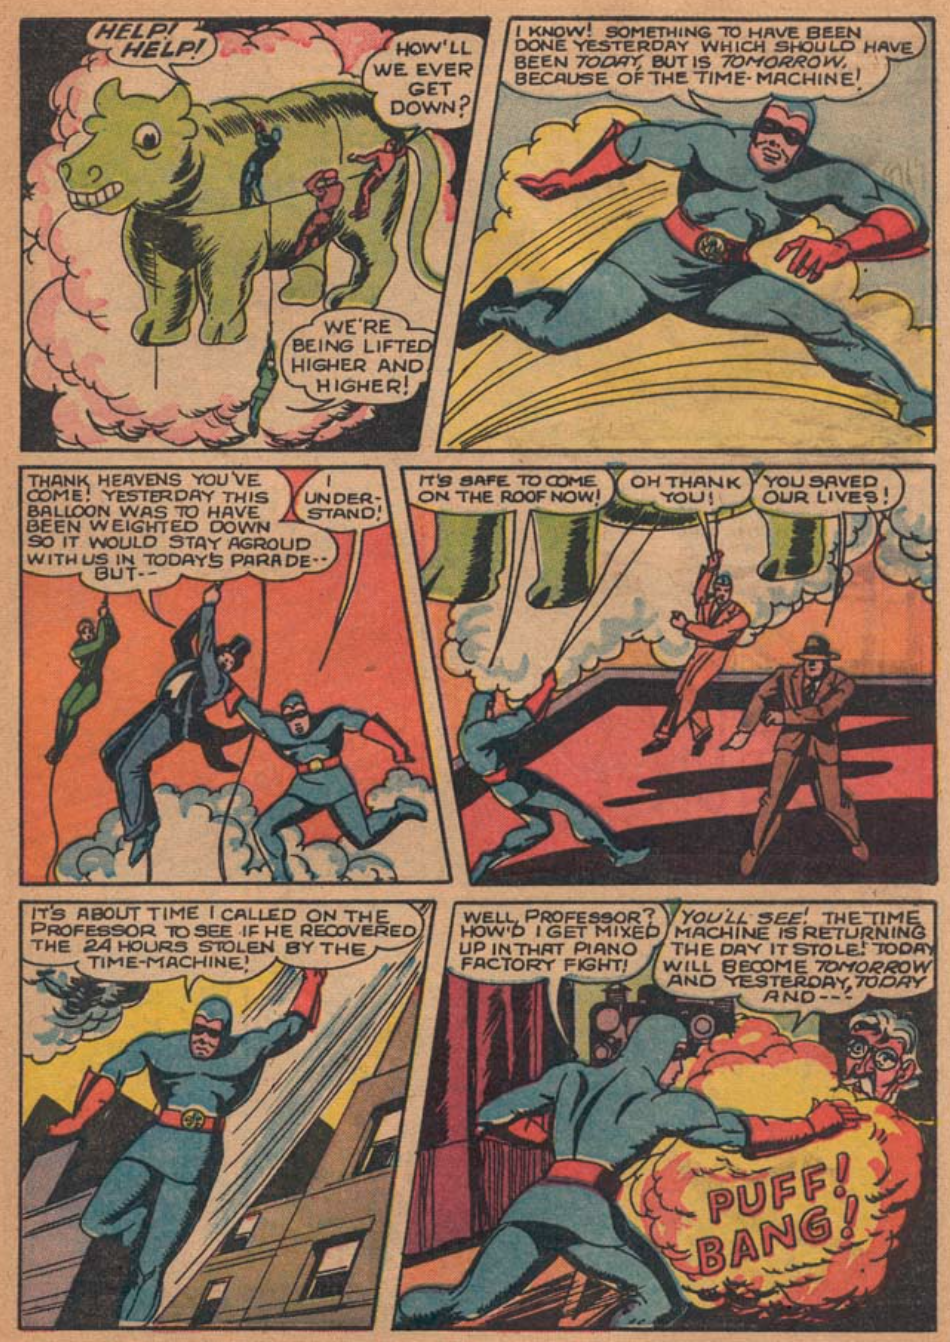 HELP!
HELP!
HOW'LL
WE EVER
GET
DOWN?
WE'RE
BEING LIFTED
HIGHER AND
HIGHER!
I KNOW! SOMETHING TO HAVE BEEN
DONE YESTERDAY WHICH SHOULD HAVE
BEEN TODAY, BUT IS TOMORROW,
BECAUSE OF THE TIME-MACHINE!
THANK HEAVENS YOU'VE
COME! YESTERDAY THIS
BALLOON WAS TO HAVE
BEEN WEIGHTED DOWN
SO IT WOULD STAY AGROUD
WITH US IN TODAY'S PARADE--
BUT--
I
UNDER-
STAND!
IT'S SAFE TO COME
ON THE ROOF NOW!
OH THANK
YOU!
YOU SAVED
OUR LIVES!
IT'S ABOUT TIME I CALLED ON THE
PROFESSOR TO SEE IF HE RECOVERED
THE 24 HOURS STOLEN BY THE
TIME-MACHINE!
WELL, PROFESSOR?
HOW'D I GET MIXED
UP IN THAT PIANO
FACTORY FIGHT!
YOU'LL SEE! THE TIME
MACHINE IS RETURNING
THE DAY IT STOLE! TODAY
WILL BECOME TOMORROW
AND YESTERDAY, TODAY
AND---
PUFF!
BANG!